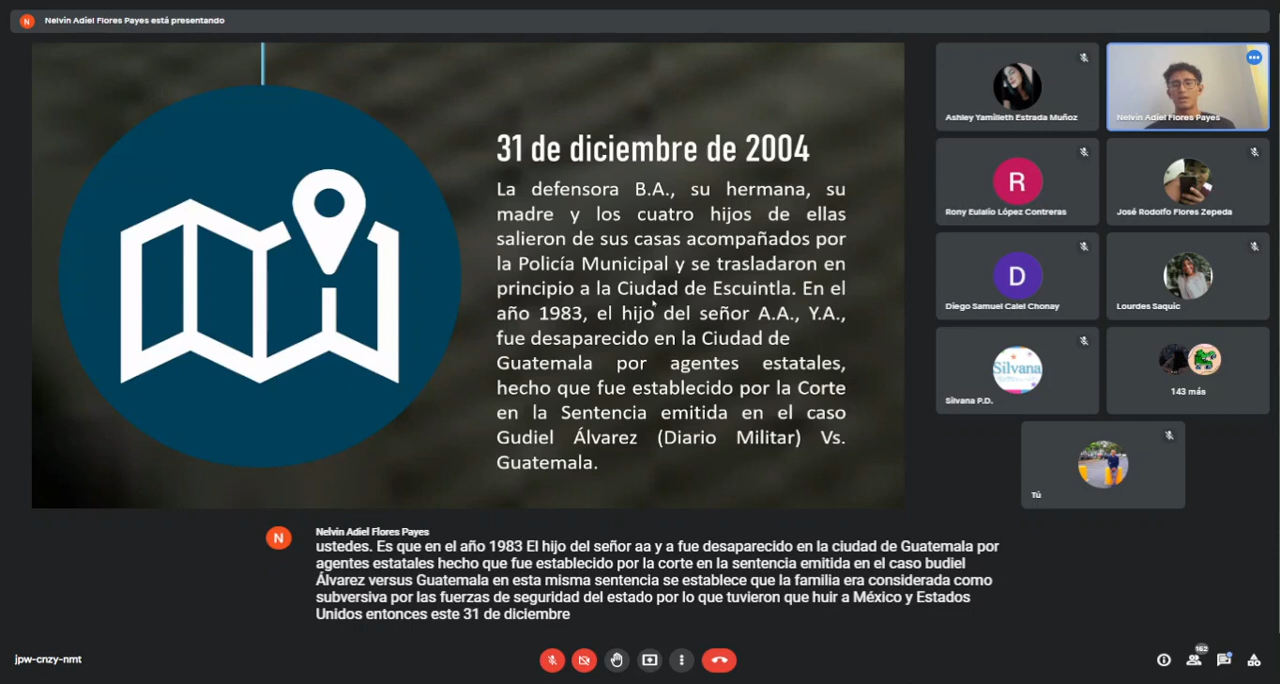 N
Nelvin Adiel Flores Payes está presentando
31 de diciembre de 2004
La defensora B.A., su hermana, su
madre y los cuatro hijos de ellas
salieron de sus casas acompañados por
la Policía Municipal y se trasladaron en
principio a la Ciudad de Escuintla. En el
año 1983, el hijo del señor A.A., Y.A.,
fue desaparecido en la Ciudad de
Guatemala por agentes estatales,
hecho que fue establecido por la Corte
en la Sentencia emitida en el caso
Gudiel Álvarez (Diario Militar) Vs.
Guatemala.
Ashley Yamilleth Estrada Muñoz
Nelvin Adiel Flores Payes
R
Rony Eulalio López Contreras
José Rodolfo Flores Zepeda
D
Diego Samuel Calel Chonay
Lourdes Saquic
Silvana
Silvana P.D.
143 más
Tú
N
Nelvin Adiel Flores Payes
ustedes. Es que en el año 1983 El hijo del señor aa y a fue desaparecido en la ciudad de Guatemala por
agentes estatales hecho que fue establecido por la corte en la sentencia emitida en el caso budiel
Álvarez versus Guatemala en esta misma sentencia se establece que la familia era considerada como
subversiva por las fuerzas de seguridad del estado por lo que tuvieron que huir a México y Estados
Unidos entonces este 31 de diciembre
jpw-cnzy-nmt
162